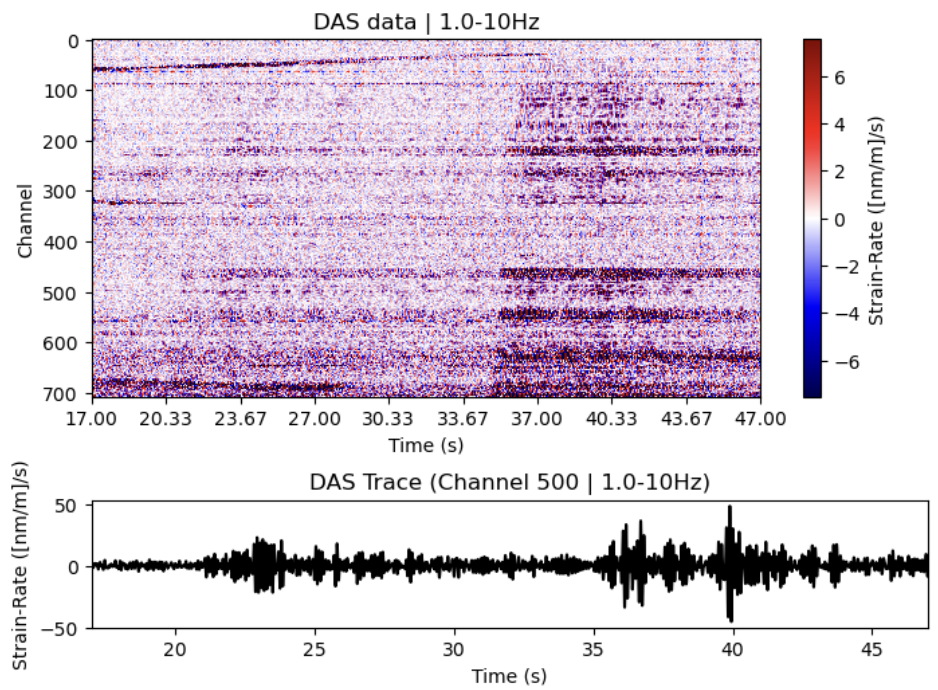 DAS data | 1.0-10Hz
0
100
200
300
400
500
600
700
Channel
17.00 20.33 23.67 27.00 30.33 33.67 37.00 40.33 43.67 47.00
Time (s)
6
4
2
0
−2
−4
−6
Strain-Rate ([nm/m]/s)
DAS Trace (Channel 500 | 1.0-10Hz)
50
0
−50
Strain-Rate ([nm/m]/s)
20 25 30 35 40 45
Time (s)